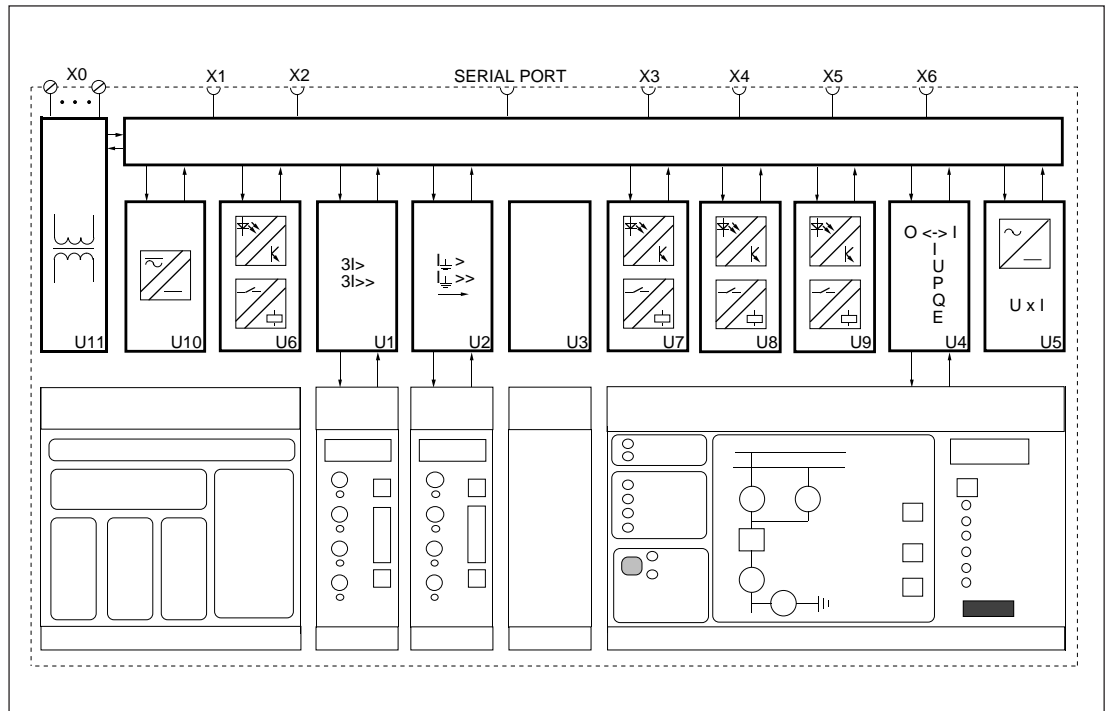 X0
X1
X2
SERIAL PORT
X3
X4
X5
X6
U11
U10
U6
3I>
3I>>
U1
I⏚>
I⏚>>
U2
U3
U7
U8
U9
O <-> I
I
U
P
Q
E
U4
U x I
U5